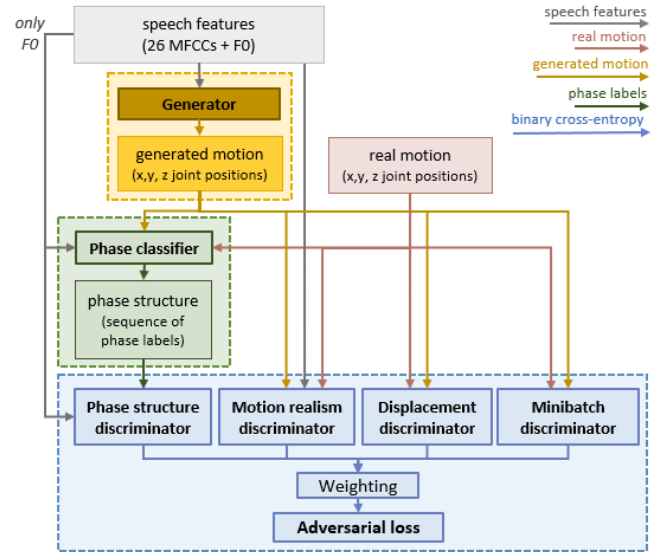 only
F0
speech features
(26 MFCCs + F0)
speech features
real motion
generated motion
phase labels
binary cross-entropy
Generator
generated motion
(x,y, z joint positions)
real motion
(x,y, z joint positions)
Phase classifier
phase structure
(sequence of
phase labels)
Phase structure
discriminator
Motion realism
discriminator
Displacement
discriminator
Minibatch
discriminator
Weighting
Adversarial loss